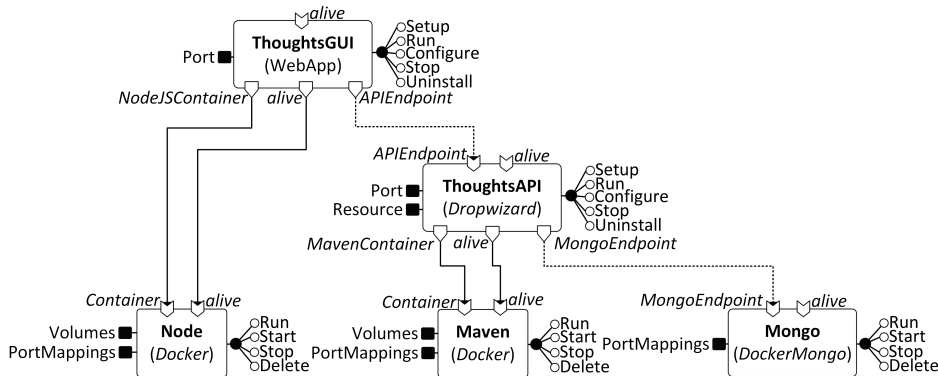 alive
ThoughtsGUI
(WebApp)
Port
Setup
Run
Configure
Stop
Uninstall
NodeJSContainer
alive
APIEndpoint
APIEndpoint
alive
ThoughtsAPI
(Dropwizard)
Port
Resource
Setup
Run
Configure
Stop
Uninstall
MavenContainer
alive
MongoEndpoint
Container
alive
Node
(Docker)
Volumes
PortMappings
Run
Start
Stop
Delete
Container
alive
Maven
(Docker)
Volumes
PortMappings
Run
Start
Stop
Delete
MongoEndpoint
alive
Mongo
(DockerMongo)
PortMappings
Run
Start
Stop
Delete